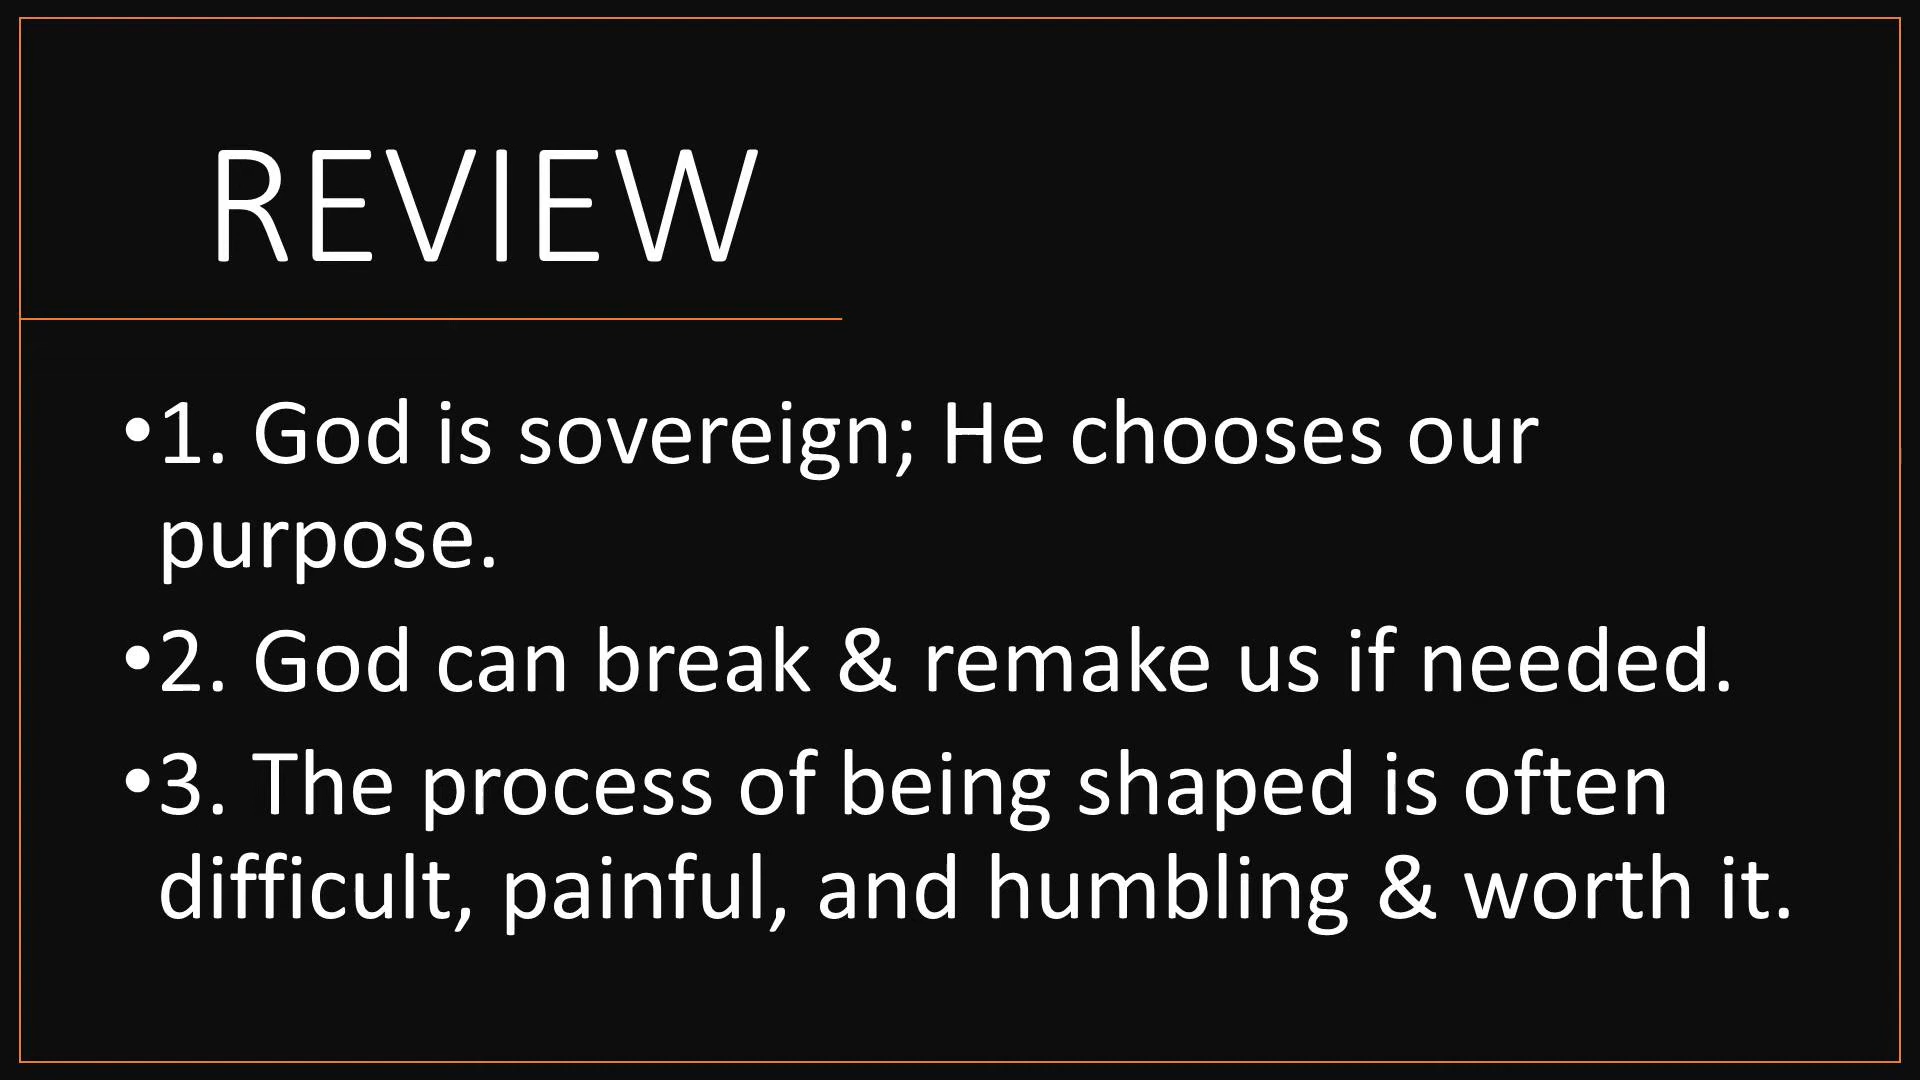 REVIEW
•1. God is sovereign; He chooses our
purpose.
•2. God can break & remake us if needed.
•3. The process of being shaped is often
difficult, painful, and humbling & worth it.